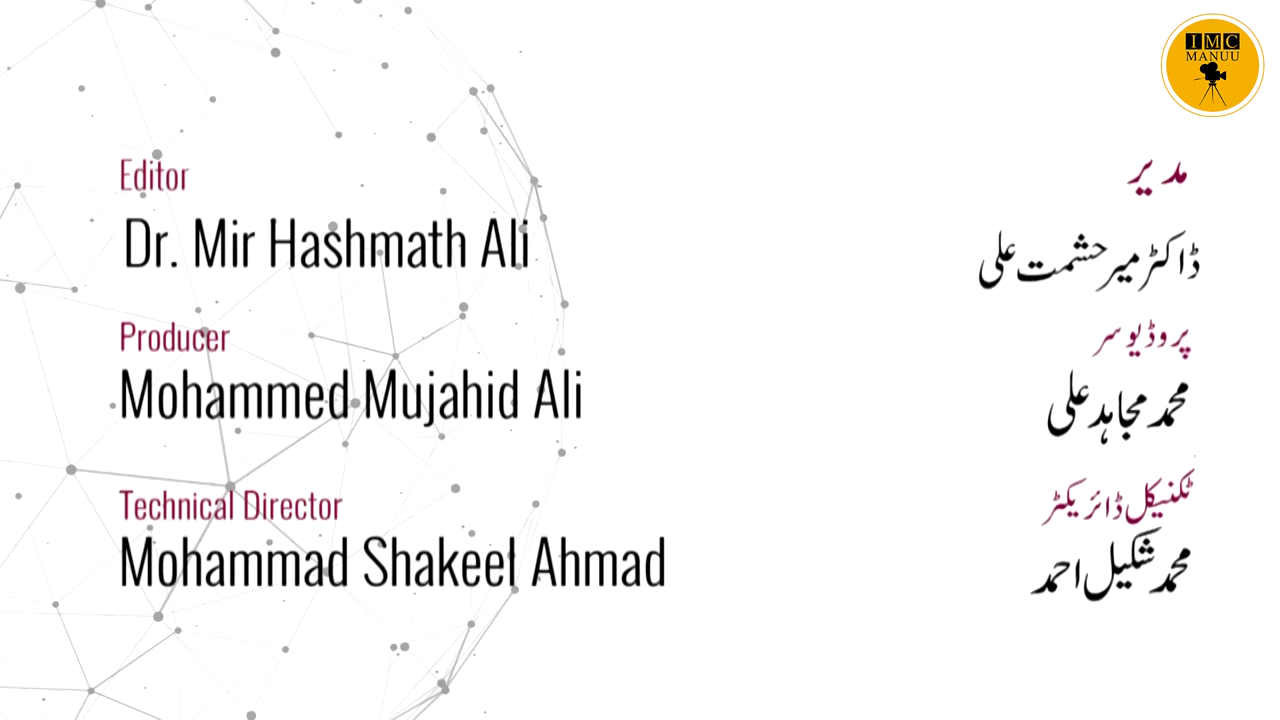 IMC
MANUU
Editor
مدیر
Dr. Mir Hashmath Ali
ڈاکٹر میر حشمت علی
Producer
پروڈیوسر
Mohammed Mujahid Ali
محمد مجاہد علی
Technical Director
ٹکنیکل ڈائریکٹر
Mohammad Shakeel Ahmad
محمد شکیل احمد